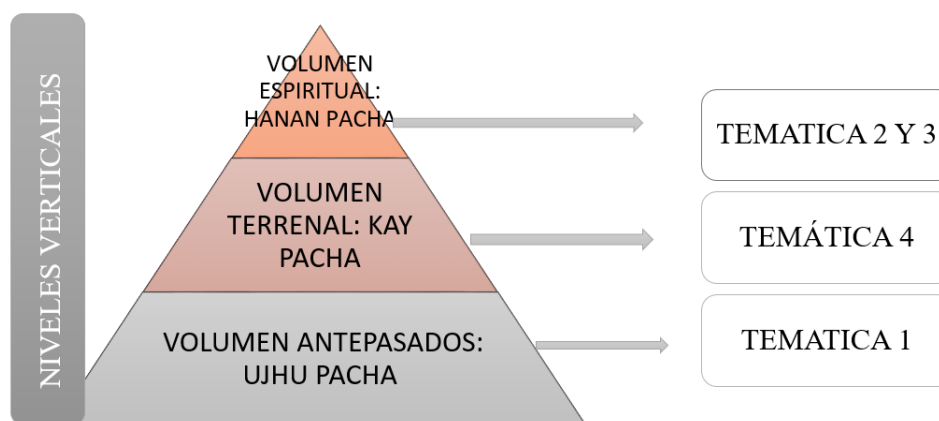 NIVELES VERTICALES
VOLUMEN
ESPIRITUAL:
HANAN PACHA
TEMATICA 2 Y 3
VOLUMEN
TERRENAL: KAY
PACHA
TEMÁTICA 4
VOLUMEN ANTEPASADOS:
UJHU PACHA
TEMATICA 1